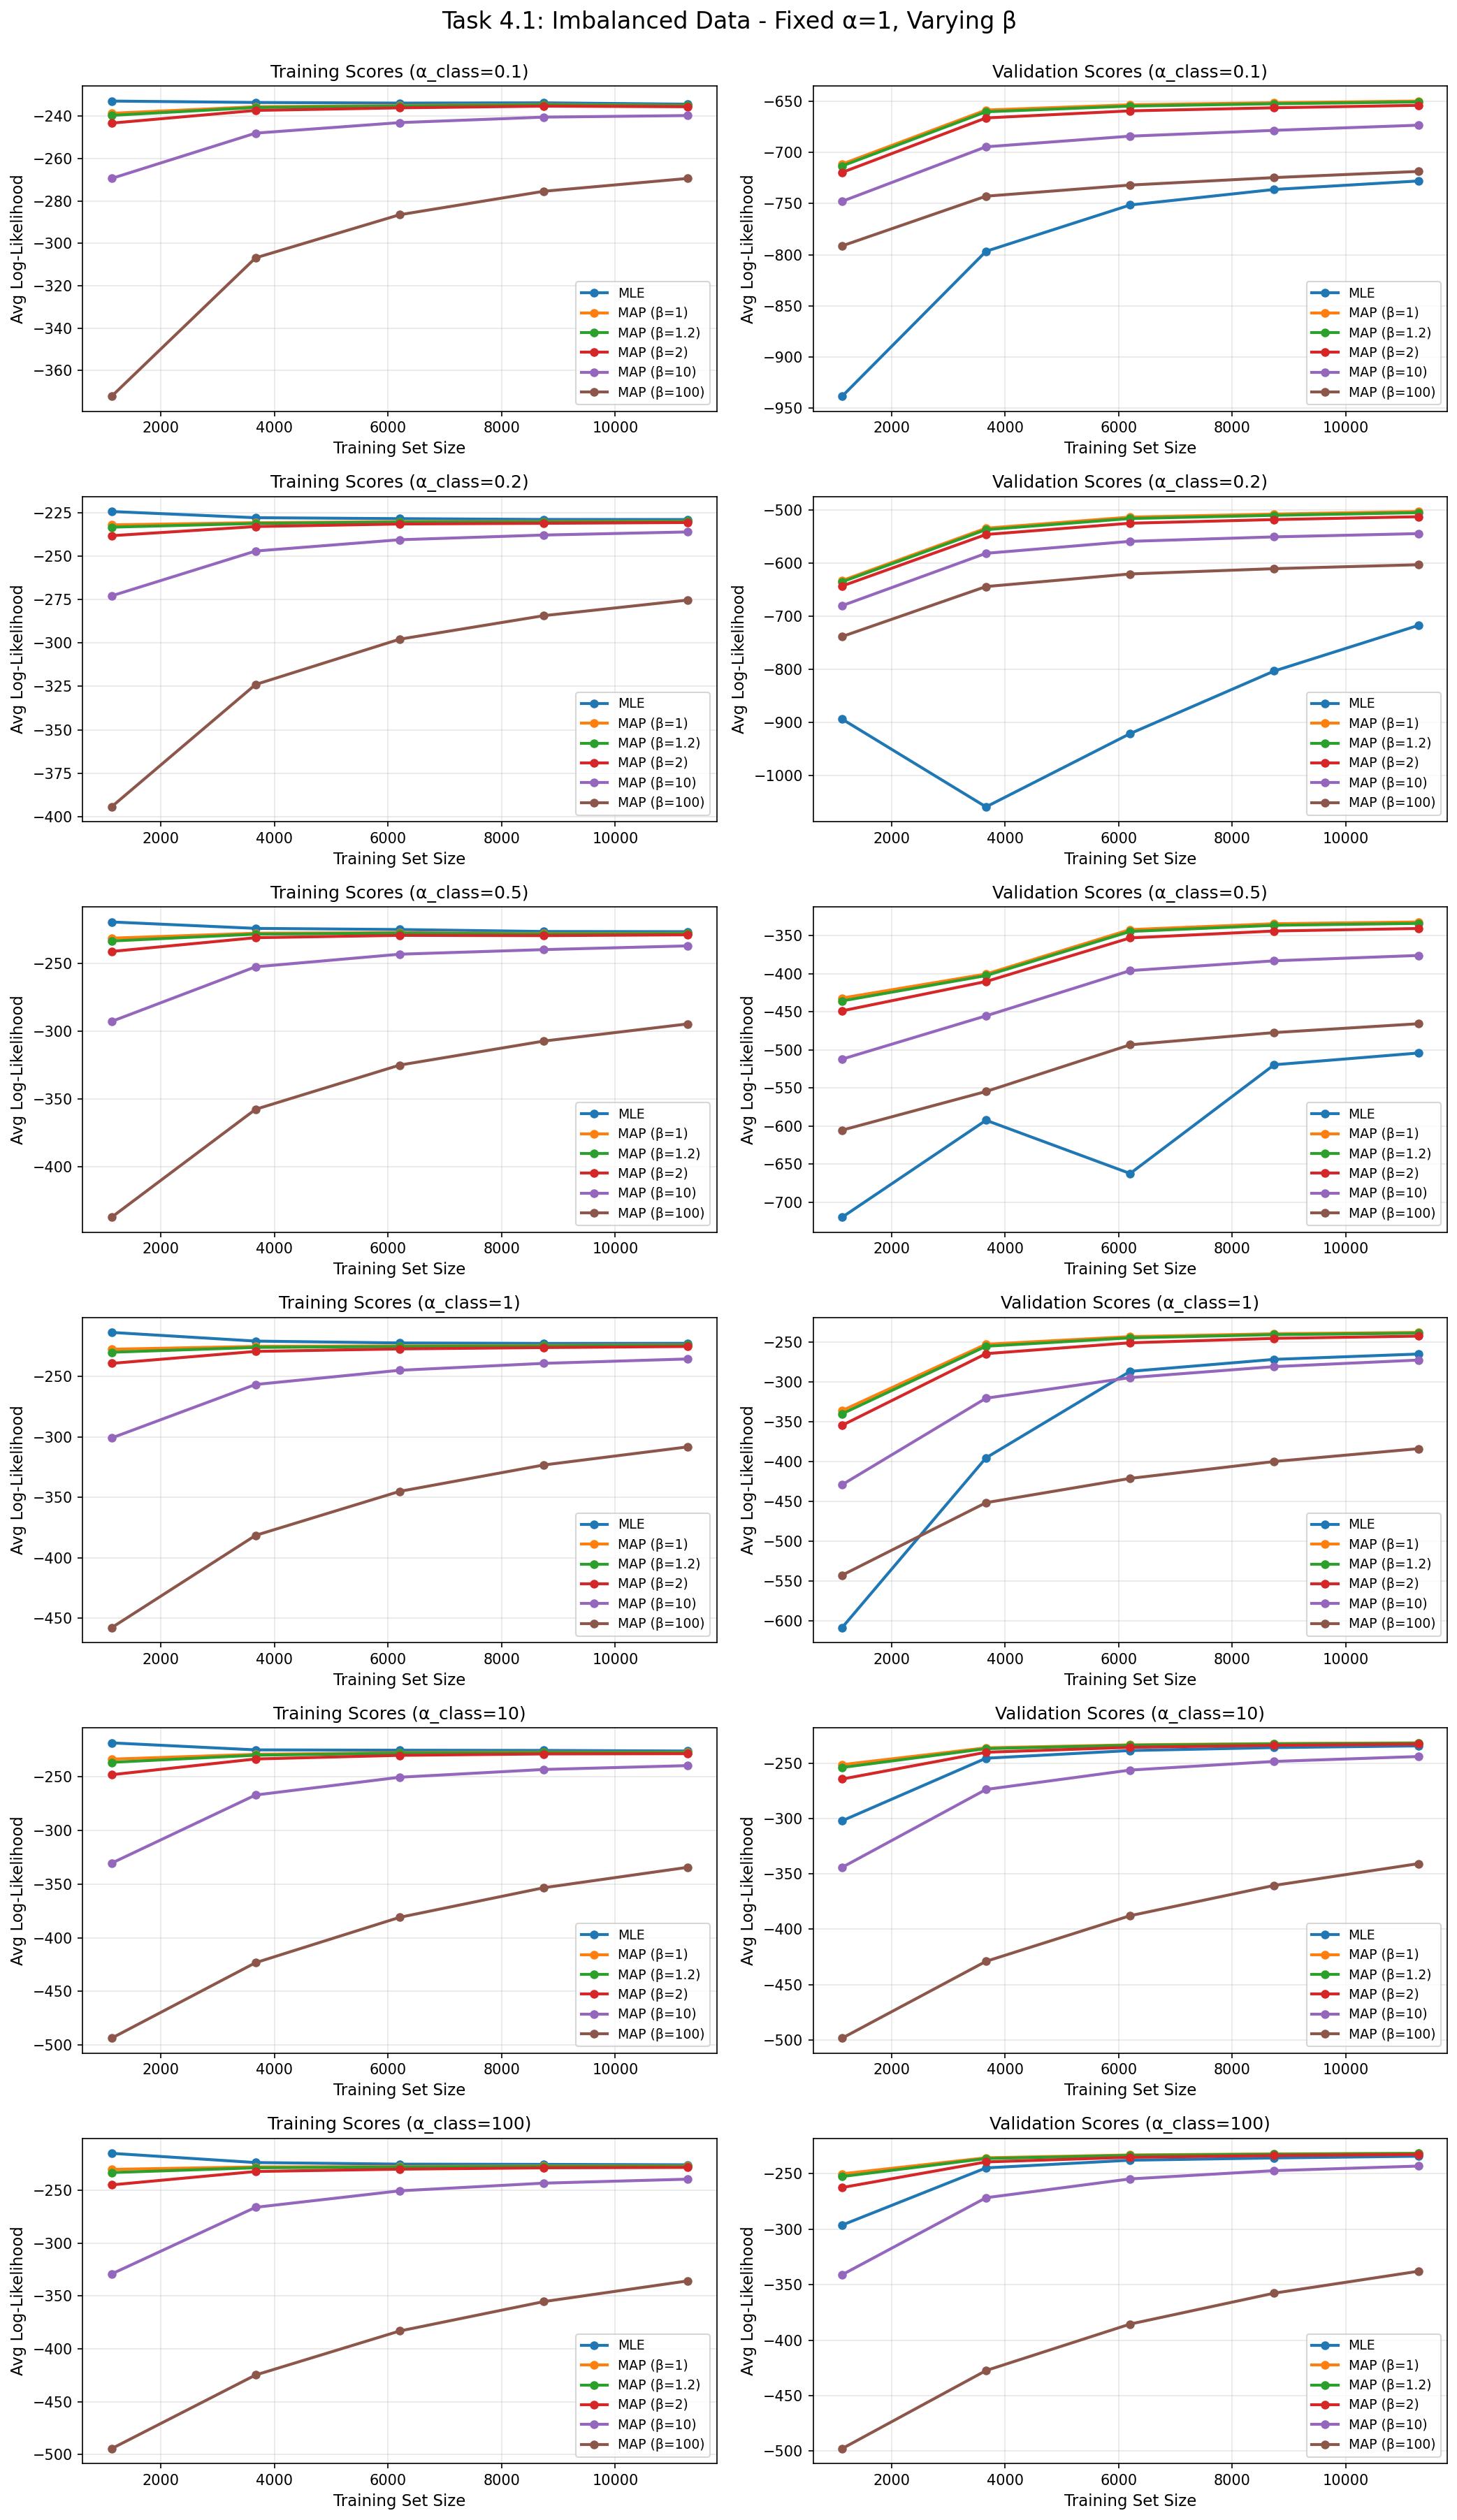 Task 4.1: Imbalanced Data - Fixed α=1, Varying β
Training Scores (α_class=0.1)
Avg Log-Likelihood
−240
−260
−280
−300
−320
−340
−360
2000 4000 6000 8000 10000
Training Set Size
MLE
MAP (β=1)
MAP (β=1.2)
MAP (β=2)
MAP (β=10)
MAP (β=100)
Validation Scores (α_class=0.1)
Avg Log-Likelihood
−650
−700
−750
−800
−850
−900
−950
2000 4000 6000 8000 10000
Training Set Size
MLE
MAP (β=1)
MAP (β=1.2)
MAP (β=2)
MAP (β=10)
MAP (β=100)
Training Scores (α_class=0.2)
Avg Log-Likelihood
−225
−250
−275
−300
−325
−350
−375
−400
2000 4000 6000 8000 10000
Training Set Size
MLE
MAP (β=1)
MAP (β=1.2)
MAP (β=2)
MAP (β=10)
MAP (β=100)
Validation Scores (α_class=0.2)
Avg Log-Likelihood
−500
−600
−700
−800
−900
−1000
2000 4000 6000 8000 10000
Training Set Size
MLE
MAP (β=1)
MAP (β=1.2)
MAP (β=2)
MAP (β=10)
MAP (β=100)
Training Scores (α_class=0.5)
Avg Log-Likelihood
−250
−300
−350
−400
2000 4000 6000 8000 10000
Training Set Size
MLE
MAP (β=1)
MAP (β=1.2)
MAP (β=2)
MAP (β=10)
MAP (β=100)
Validation Scores (α_class=0.5)
Avg Log-Likelihood
−350
−400
−450
−500
−550
−600
−650
−700
2000 4000 6000 8000 10000
Training Set Size
MLE
MAP (β=1)
MAP (β=1.2)
MAP (β=2)
MAP (β=10)
MAP (β=100)
Training Scores (α_class=1)
Avg Log-Likelihood
−250
−300
−350
−400
−450
2000 4000 6000 8000 10000
Training Set Size
MLE
MAP (β=1)
MAP (β=1.2)
MAP (β=2)
MAP (β=10)
MAP (β=100)
Validation Scores (α_class=1)
Avg Log-Likelihood
−250
−300
−350
−400
−450
−500
−550
−600
2000 4000 6000 8000 10000
Training Set Size
MLE
MAP (β=1)
MAP (β=1.2)
MAP (β=2)
MAP (β=10)
MAP (β=100)
Training Scores (α_class=10)
Avg Log-Likelihood
−250
−300
−350
−400
−450
−500
2000 4000 6000 8000 10000
Training Set Size
MLE
MAP (β=1)
MAP (β=1.2)
MAP (β=2)
MAP (β=10)
MAP (β=100)
Validation Scores (α_class=10)
Avg Log-Likelihood
−250
−300
−350
−400
−450
−500
2000 4000 6000 8000 10000
Training Set Size
MLE
MAP (β=1)
MAP (β=1.2)
MAP (β=2)
MAP (β=10)
MAP (β=100)
Training Scores (α_class=100)
Avg Log-Likelihood
−250
−300
−350
−400
−450
−500
2000 4000 6000 8000 10000
Training Set Size
MLE
MAP (β=1)
MAP (β=1.2)
MAP (β=2)
MAP (β=10)
MAP (β=100)
Validation Scores (α_class=100)
Avg Log-Likelihood
−250
−300
−350
−400
−450
−500
2000 4000 6000 8000 10000
Training Set Size
MLE
MAP (β=1)
MAP (β=1.2)
MAP (β=2)
MAP (β=10)
MAP (β=100)